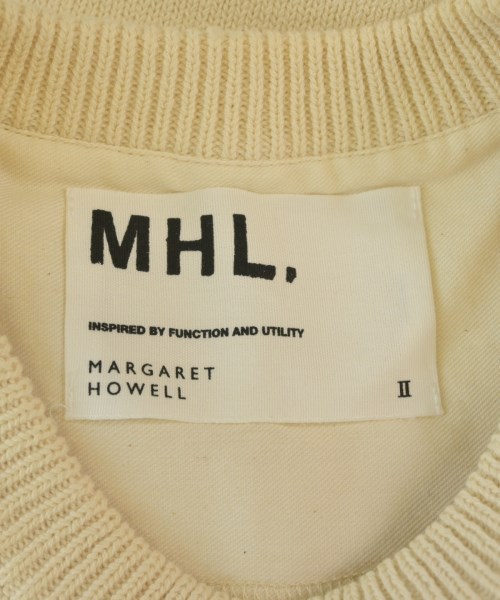 MHL.
INSPIRED BY FUNCTION AND UTILITY
MARGARET
HOWELL
II